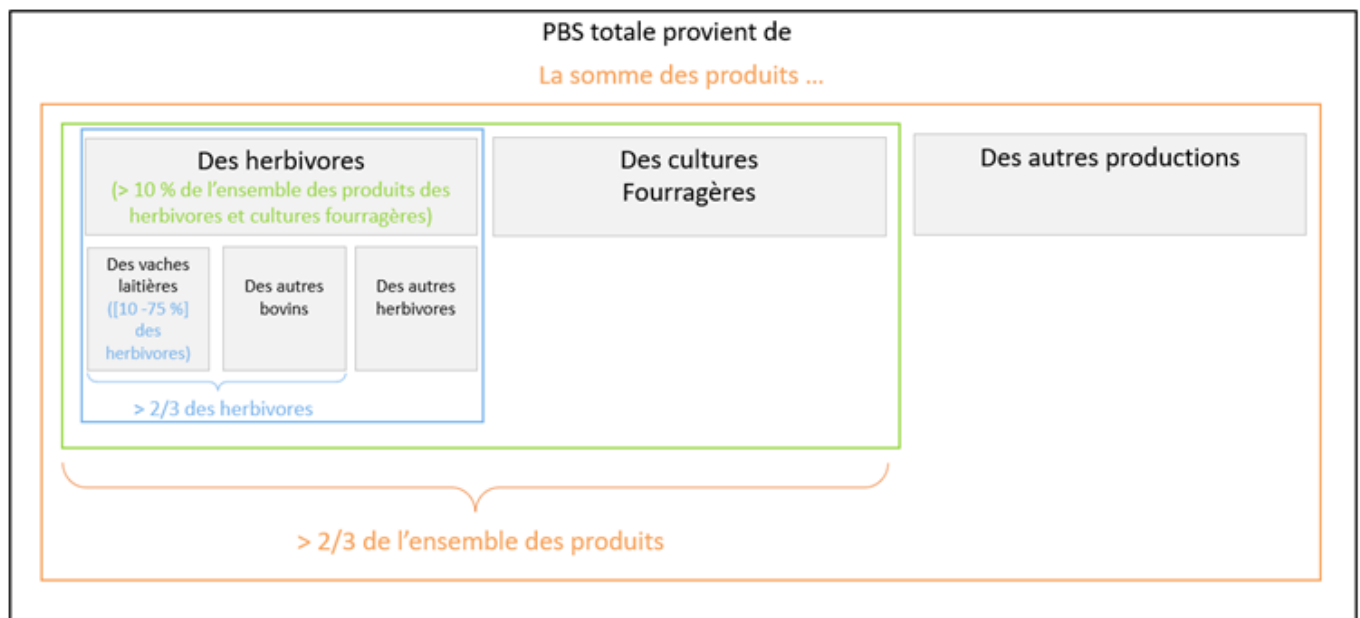 PBS totale provient de
La somme des produits ...
Des herbivores
(> 10 % de l'ensemble des produits des
herbivores et cultures fourragères)
Des cultures
Fourragères
Des autres productions
Des vaches
laitières
([10 -75 %]
des
herbivores)
Des autres
bovins
Des autres
herbivores
> 2/3 des herbivores
> 2/3 de l'ensemble des produits